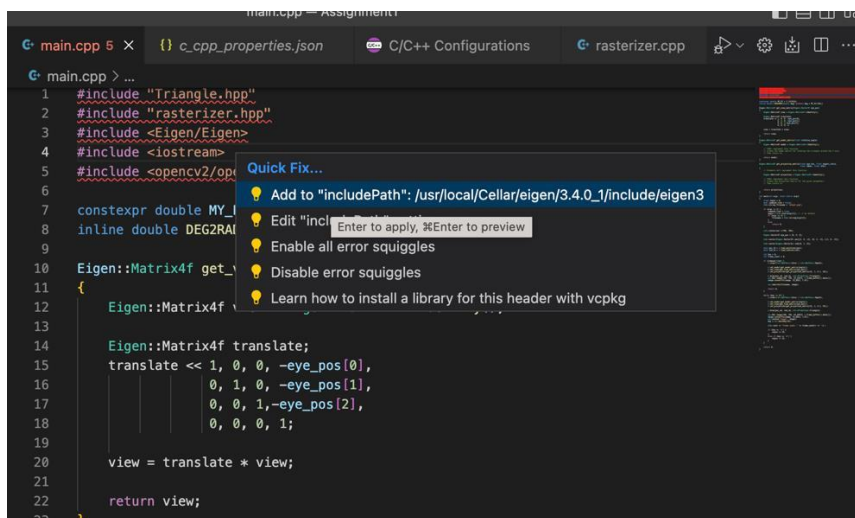 main.cpp — Assignment1
main.cpp 5 × {} c_cpp_properties.json C/C++ Configurations rasterizer.cpp
main.cpp > ...
1 #include "Triangle.hpp"
2 #include "rasterizer.hpp"
3 #include <Eigen/Eigen>
4 #include <iostream>
5 #include <opencv2/ope
Quick Fix...
Add to "includePath": /usr/local/Cellar/eigen/3.4.0_1/include/eigen3
Edit "incl
Enter to apply, ⌘Enter to preview
Enable all error squiggles
Disable error squiggles
Learn how to install a library for this header with vcpkg
6
7 constexpr double MY_
8 inline double DEG2RAD
9
10 Eigen::Matrix4f get_
11 {
12 Eigen::Matrix4f
13
14 Eigen::Matrix4f translate;
15 translate << 1, 0, 0, -eye_pos[0],
16 0, 1, 0, -eye_pos[1],
17 0, 0, 1,-eye_pos[2],
18 0, 0, 0, 1;
19
20 view = translate * view;
21
22 return view;